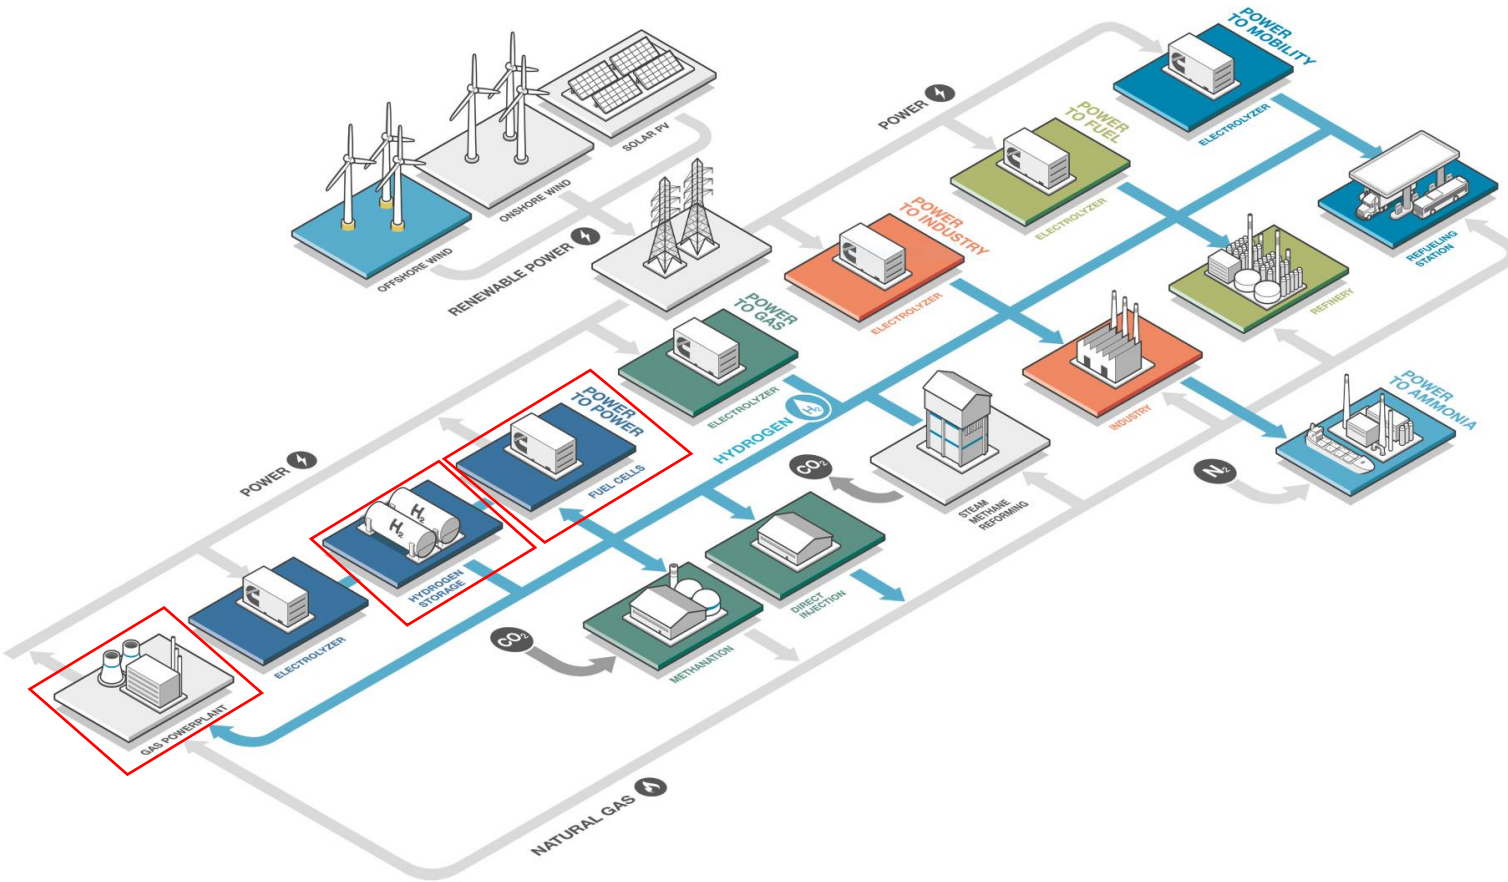 POWER
TO MOBILITY
ELECTROLYZER
POWER
POWER
TO FUEL
ELECTROLYZER
SOLAR PV
ONSHORE WIND
OFFSHORE WIND
RENEWABLE POWER
POWER
TO INDUSTRY
ELECTROLYZER
REFUELING
STATION
REFINERY
POWER
TO GAS
ELECTROLYZER
INDUSTRY
POWER
TO AMMONIA
N₂
POWER
TO POWER
FUEL CELLS
HYDROGEN
H₂
CO₂
STEAM
METHANE
REFORMING
POWER
H₂
H₂
HYDROGEN
STORAGE
DIRECT
INJECTION
ELECTROLYZER
CO₂
METHANATION
GAS POWERPLANT
NATURAL GAS